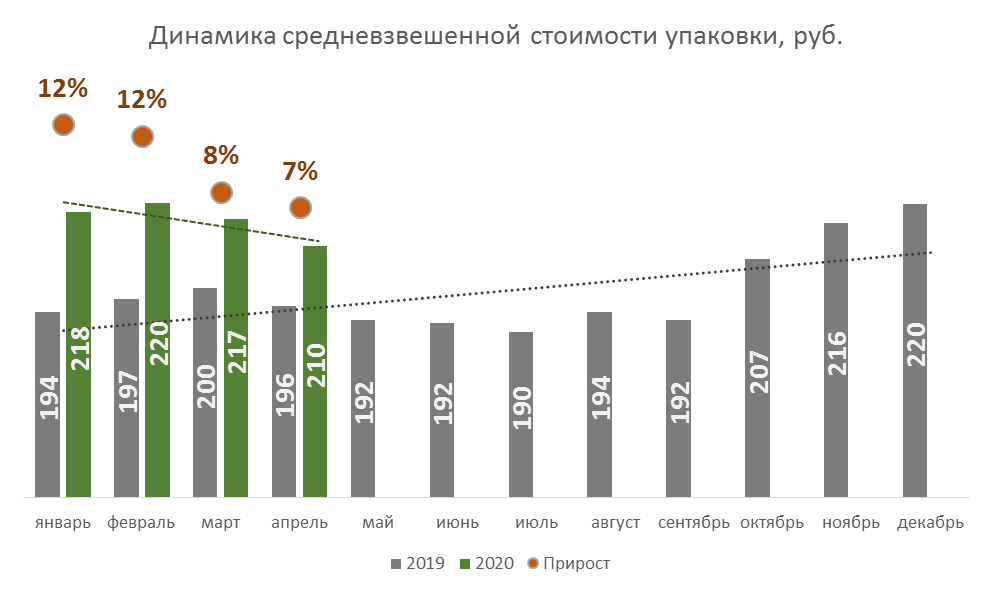 Динамика средневзвешенной стоимости упаковки, руб.
12%
12%
8%
7%
194
218
197
220
200
217
196
210
192
192
190
194
192
207
216
220
январь
февраль
март
апрель
май
июнь
июль
август
сентябрь
октябрь
ноябрь
декабрь
2019
2020
Прирост